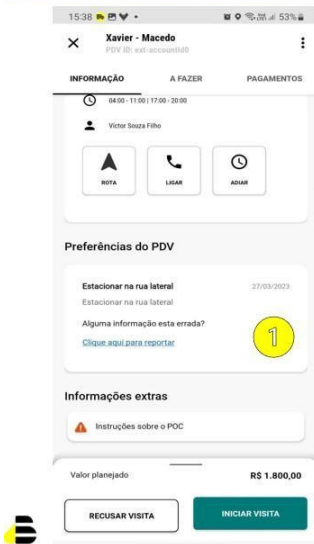 15:38 53%
Xavier - Macedo
PDV ID: ext-accountId0
INFORMAÇÃO A FAZER PAGAMENTOS
04:00 - 11:00 | 17:00 - 20:00
Victor Souza Filho
ROTA LIGAR ADIAR
Preferências do PDV
Estacionar na rua lateral 27/03/2023
Estacionar na rua lateral
Alguma informação esta errada?
Clique aqui para reportar
1
Informações extras
Instruções sobre o POC
Valor planejado R$ 1.800,00
RECUSAR VISITA INICIAR VISITA